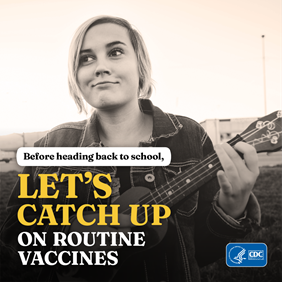 Before heading back to school,
LET'S
CATCH UP
ON ROUTINE
VACCINES
CDC